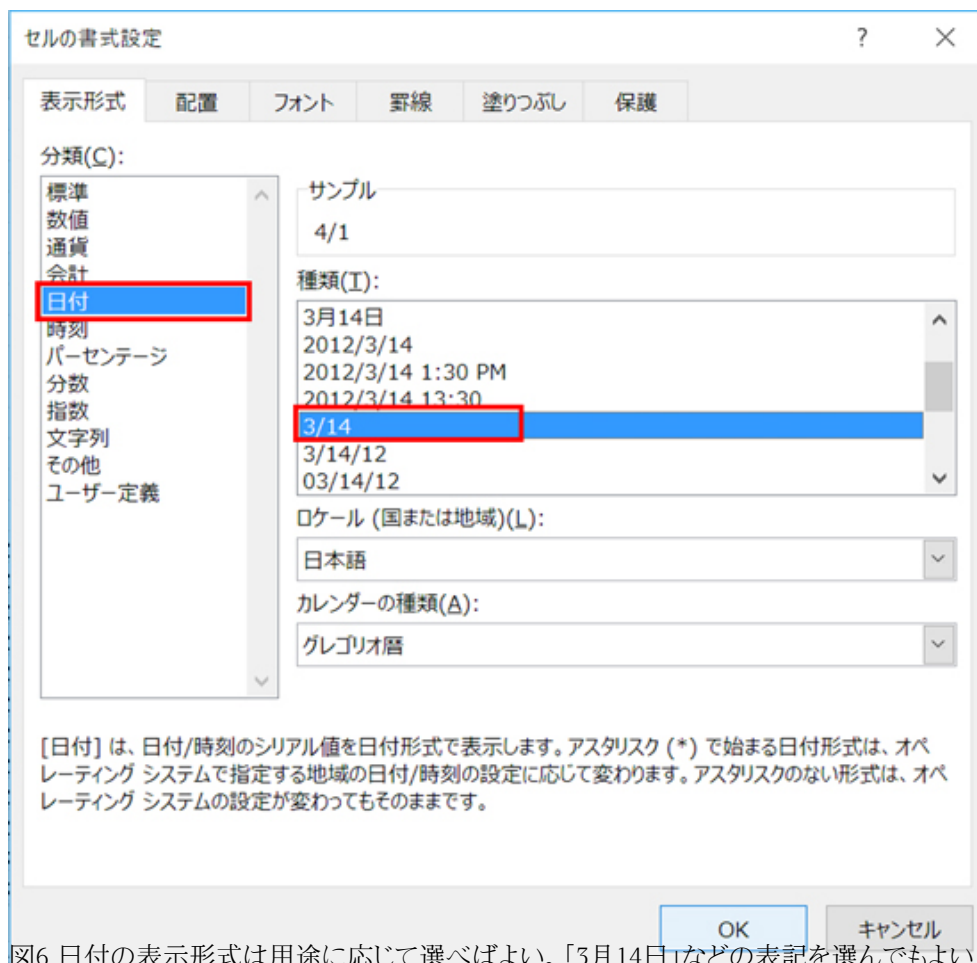 セルの書式設定 ?
表示形式 配置 フォント 罫線 塗りつぶし 保護
分類(C):
標準
数値
通貨
会計
日付
時刻
パーセンテージ
分数
指数
文字列
その他
ユーザー定義
サンプル
4/1
種類(T):
3月14日
2012/3/14
2012/3/14 1:30 PM
2012/3/14 13:30
3/14
3/14/12
03/14/12
ロケール (国または地域)(L):
日本語
カレンダーの種類(A):
グレゴリオ暦
[日付] は、日付/時刻のシリアル値を日付形式で表示します。アスタリスク (*) で始まる日付形式は、オペ
レーティング システムで指定する地域の日付/時刻の設定に応じて変わります。アスタリスクのない形式は、オペ
レーティング システムの設定が変わってもそのままです。
OK キャンセル
図6 日付の表示形式は用途に応じて選べばよい。「3月14日」などの表記を選んでもよい